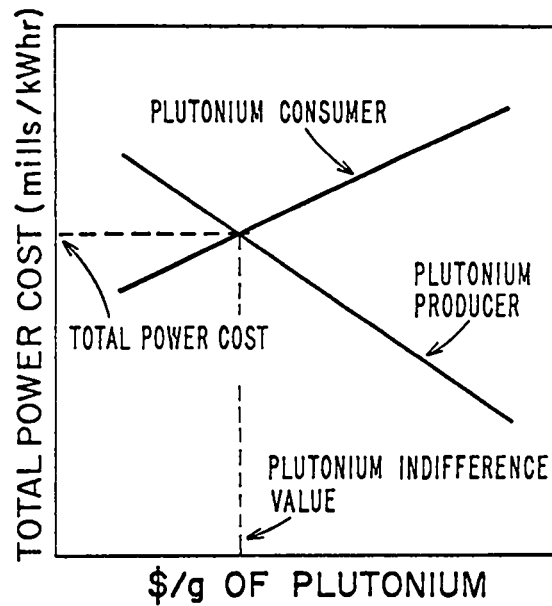 TOTAL POWER COST (mills/kWhr)
PLUTONIUM CONSUMER
PLUTONIUM
PRODUCER
TOTAL POWER COST
PLUTONIUM INDIFFERENCE
VALUE
$/g OF PLUTONIUM